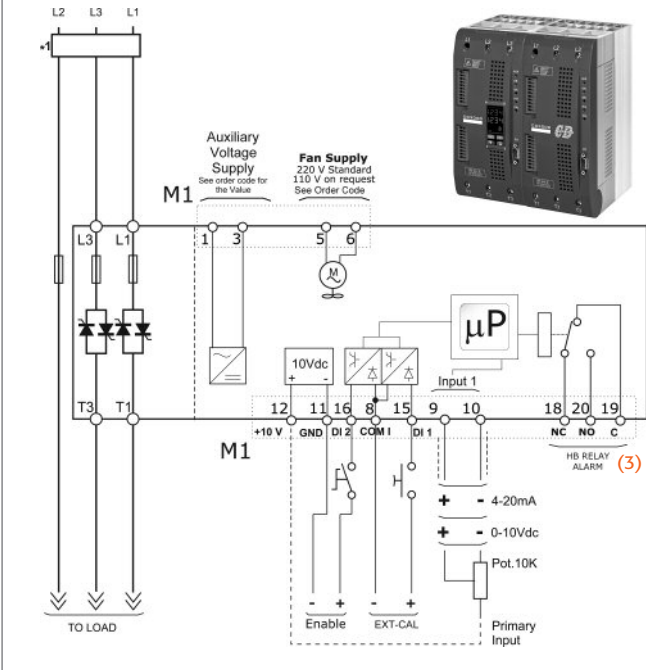 L2 L3 L1
*1
Auxiliary
Voltage
Supply
See order code for
the Value
Fan Supply
220 V Standard
110 V on request
See Order Code
M1
L3 L1 1 3 5 6
M
µP
10Vdc
+ -
Input 1
T3 T1 12 11 16 8 15 9 10 18 20 19
+10 V GND DI 2 COM I DI 1 NC NO C
M1
HB RELAY
ALARM
(3)
+ - 4-20mA
+ - 0-10Vdc
Pot.10K
- + - +
Enable EXT-CAL
TO LOAD
Primary
Input